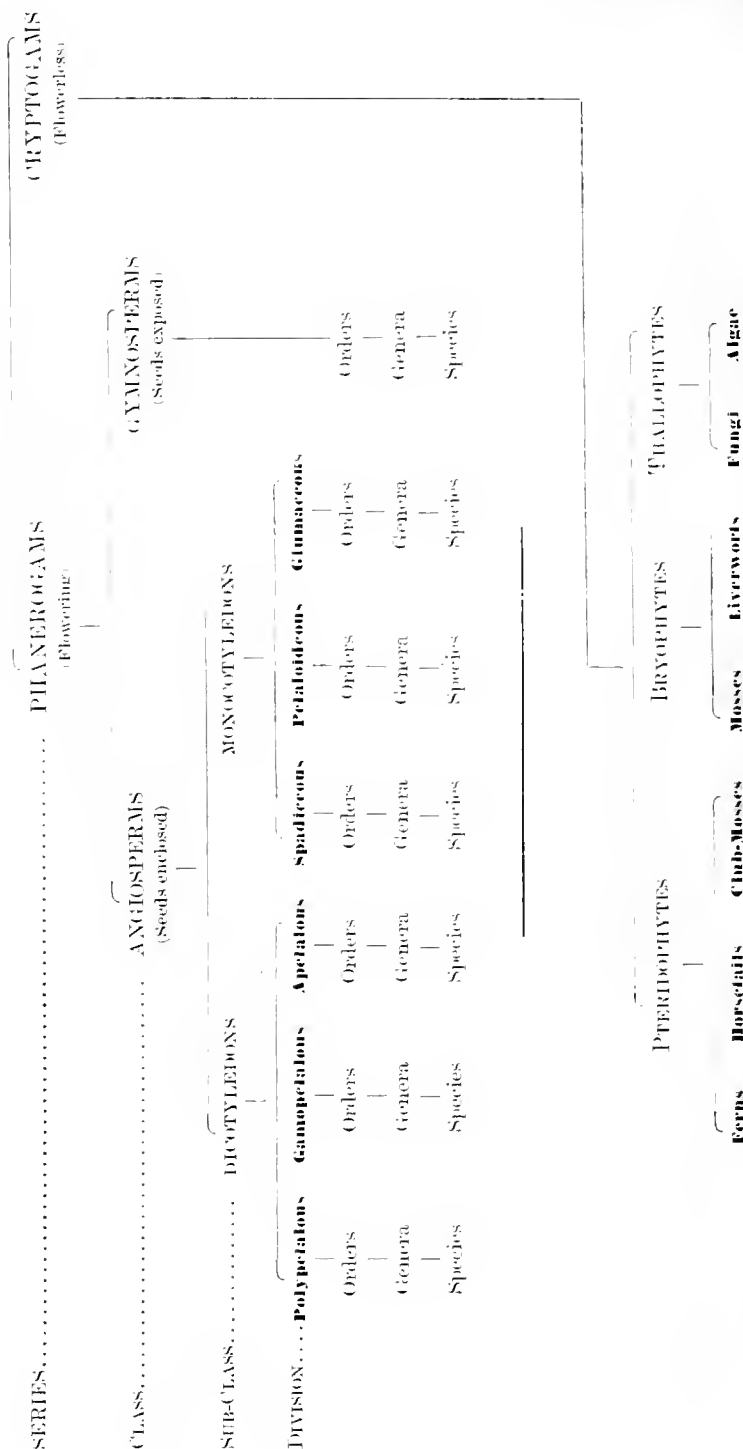 SERIES........ PHANEROGAMS CRYPTOGAMS
(Flowering) (Flowerless)
CLASS........ ANGIOSPERMS GYMNOSPERMS
(Seeds enclosed) (Seeds exposed)
SUB-CLASS........ DICOTYLEDONS MONOCOTYLEDONS
DIVISION..... Polypetalous Gamopetalous Apetalous Spadiceous Petaloideous Glumaceous
Orders Orders Orders Orders Orders Orders Orders
Genera Genera Genera Genera Genera Genera Genera
Species Species Species Species Species Species Species
PTERIDOPHYTES BRYOPHYTES THALLOPHYTES
Ferns Horsetails Club-Mosses Mosses Liverworts Fungi Algae